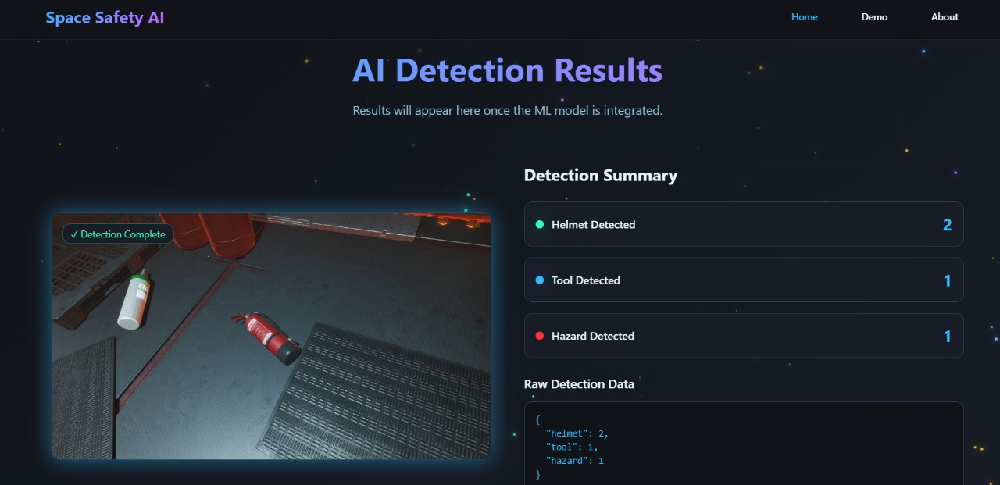 Space Safety AI
Home
Demo
About
AI Detection Results
Results will appear here once the ML model is integrated.
✓ Detection Complete
Detection Summary
Helmet Detected
2
Tool Detected
1
Hazard Detected
1
Raw Detection Data
{
"helmet": 2,
"tool": 1,
"hazard": 1
}